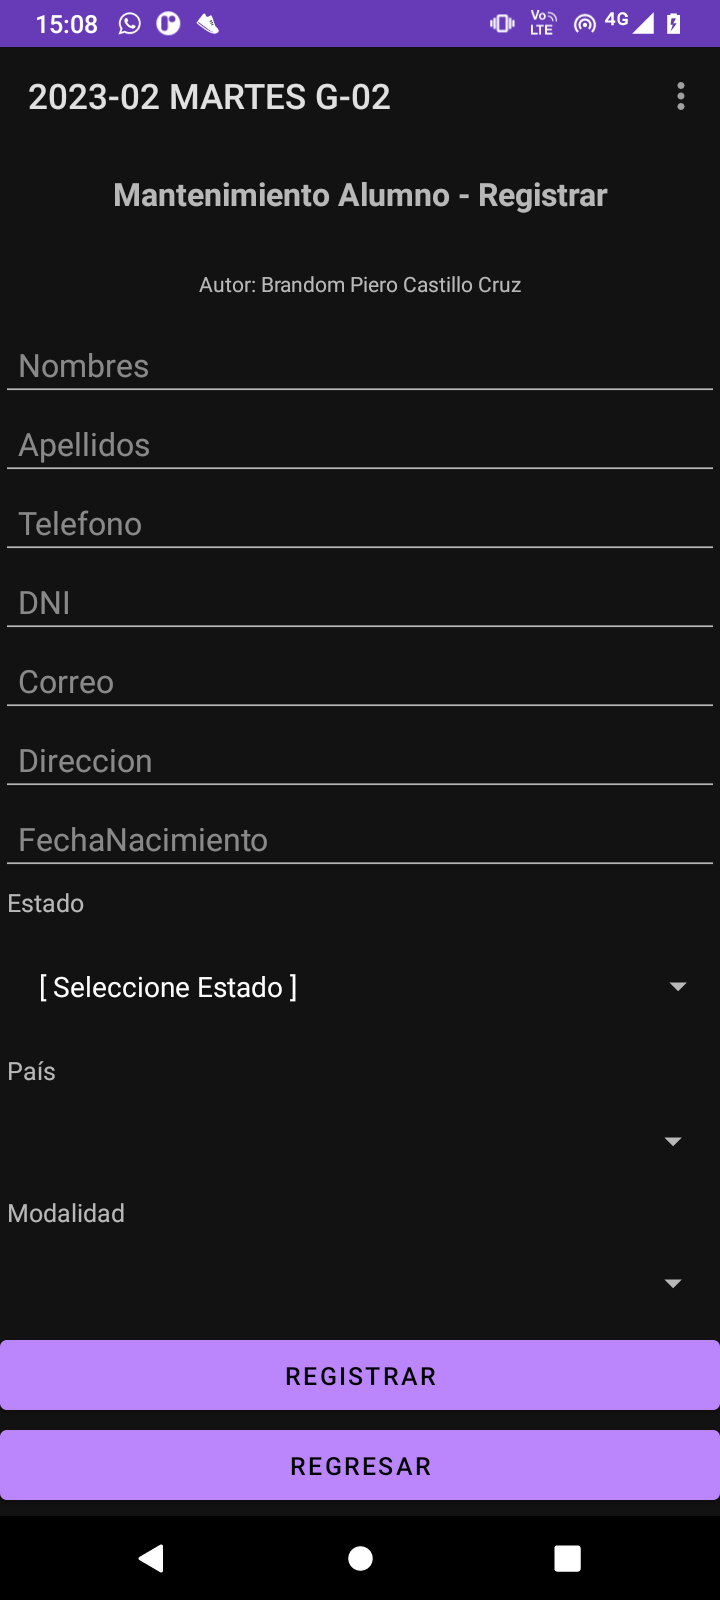 15:08
Vo LTE
4G
2023-02 MARTES G-02
Mantenimiento Alumno - Registrar
Autor: Brandom Piero Castillo Cruz
Nombres
Apellidos
Telefono
DNI
Correo
Direccion
FechaNacimiento
Estado
[ Seleccione Estado ]
País
Modalidad
REGISTRAR
REGRESAR